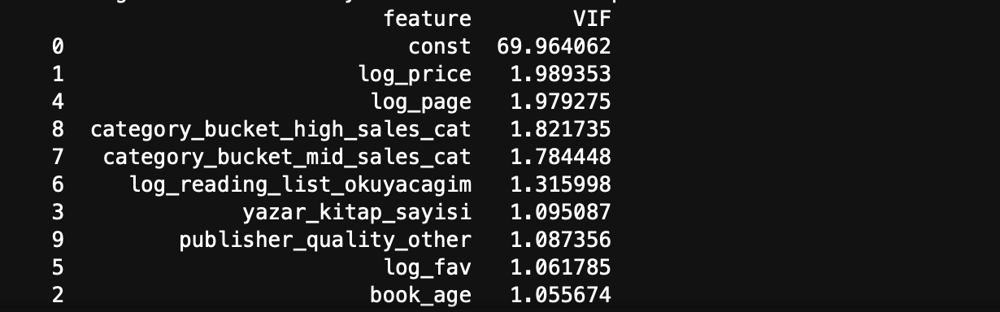 feature VIF
0 const 69.964062
1 log_price 1.989353
4 log_page 1.979275
8 category_bucket_high_sales_cat 1.821735
7 category_bucket_mid_sales_cat 1.784448
6 log_reading_list_okuyacagim 1.315998
3 yazar_kitap_sayisi 1.095087
9 publisher_quality_other 1.087356
5 log_fav 1.061785
2 book_age 1.055674